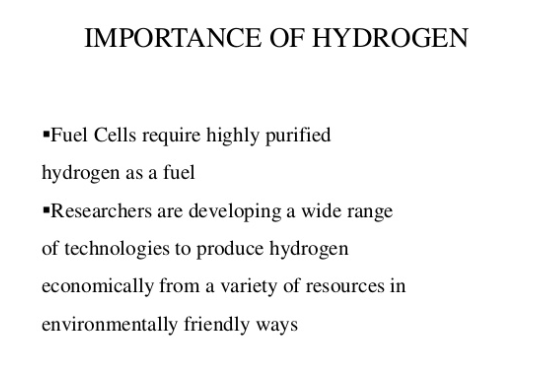 IMPORTANCE OF HYDROGEN
▪Fuel Cells require highly purified
hydrogen as a fuel
▪Researchers are developing a wide range
of technologies to produce hydrogen
economically from a variety of resources in
environmentally friendly ways